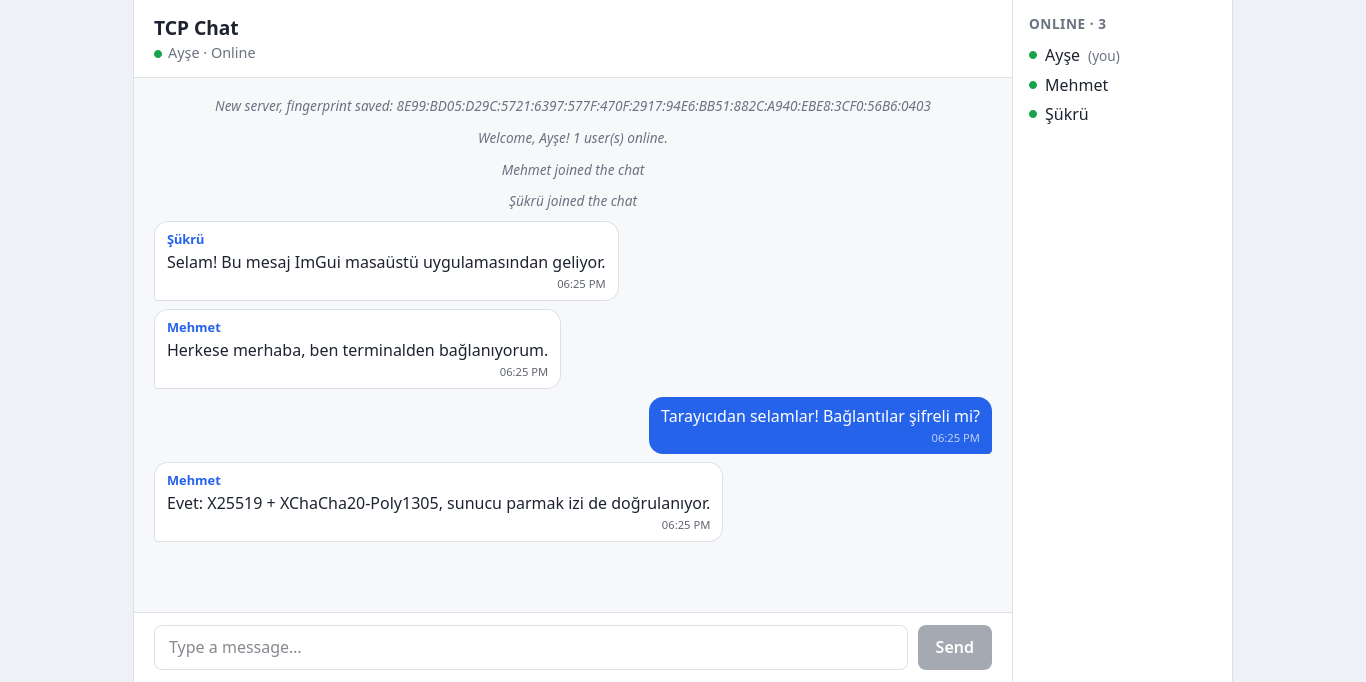 TCP Chat
Ayşe · Online
New server, fingerprint saved: 8E99:BD05:D29C:5721:6397:577F:470F:2917:94E6:BB51:882C:A940:EBE8:3CF0:56B6:0403
Welcome, Ayşe! 1 user(s) online.
Mehmet joined the chat
Şükrü joined the chat
Şükrü
Selam! Bu mesaj ImGui masaüstü uygulamasından geliyor.
06:25 PM
Mehmet
Herkese merhaba, ben terminalden bağlanıyorum.
06:25 PM
Tarayıcıdan selamlar! Bağlantılar şifreli mi?
06:25 PM
Mehmet
Evet: X25519 + XChaCha20-Poly1305, sunucu parmak izi de doğrulanıyor.
06:25 PM
Type a message...
Send
ONLINE · 3
Ayşe (you)
Mehmet
Şükrü